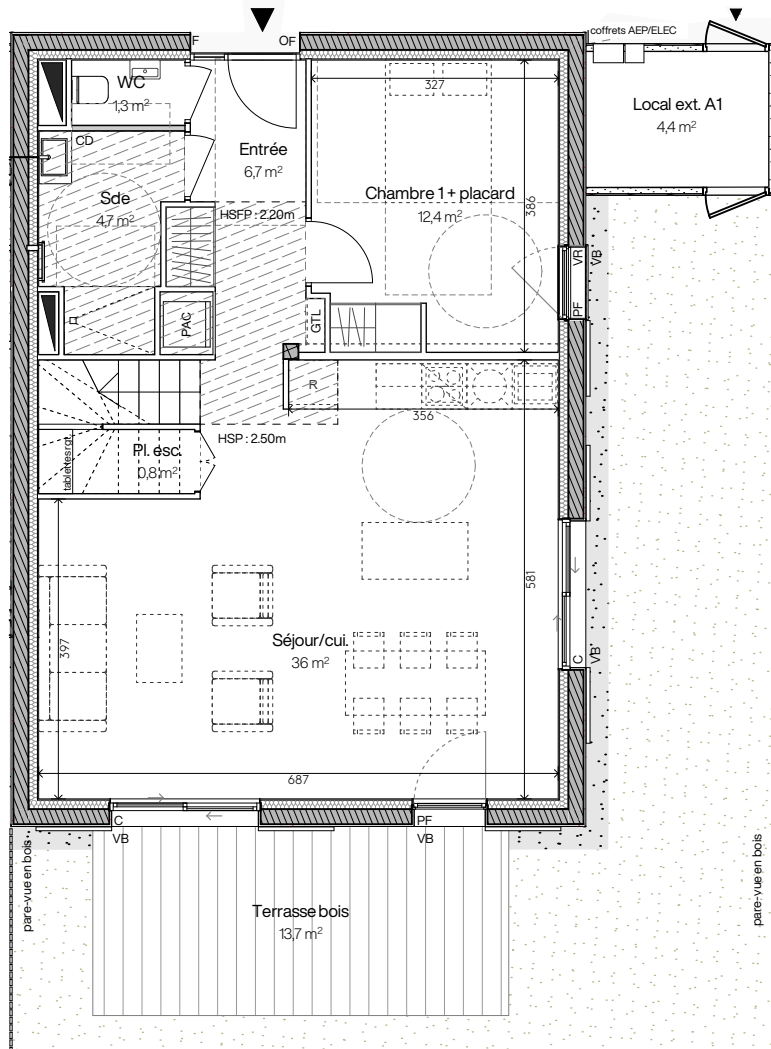 F
OF
coffrets AEP/ELEC
WC
1,3 m²
327
Local ext. A1
4,4 m²
CD
Entrée
6,7 m²
Sde
4,7 m²
Chambre 1 + placard
12,4 m²
386
HSFP : 2,20m
VR
VB
PF
PAC
GTL
R
356
HSP : 2.50m
Pl. esc.
0,8 m²
tablettes rgt.
581
Séjour/cui.
36 m²
397
C
VB
687
C
VB
PF
VB
pare-vue en bois
pare-vue en bois
Terrasse bois
13,7 m²